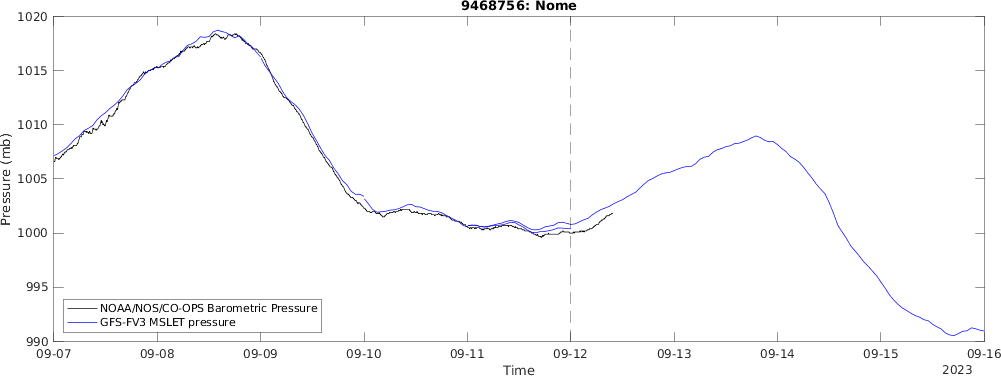 9468756: Nome
1020
1015
1010
1005
1000
995
990
Pressure (mb)
NOAA/NOS/CO-OPS Barometric Pressure
GFS-FV3 MSLET pressure
09-07 09-08 09-09 09-10 09-11 09-12 09-13 09-14 09-15 09-16
Time
2023